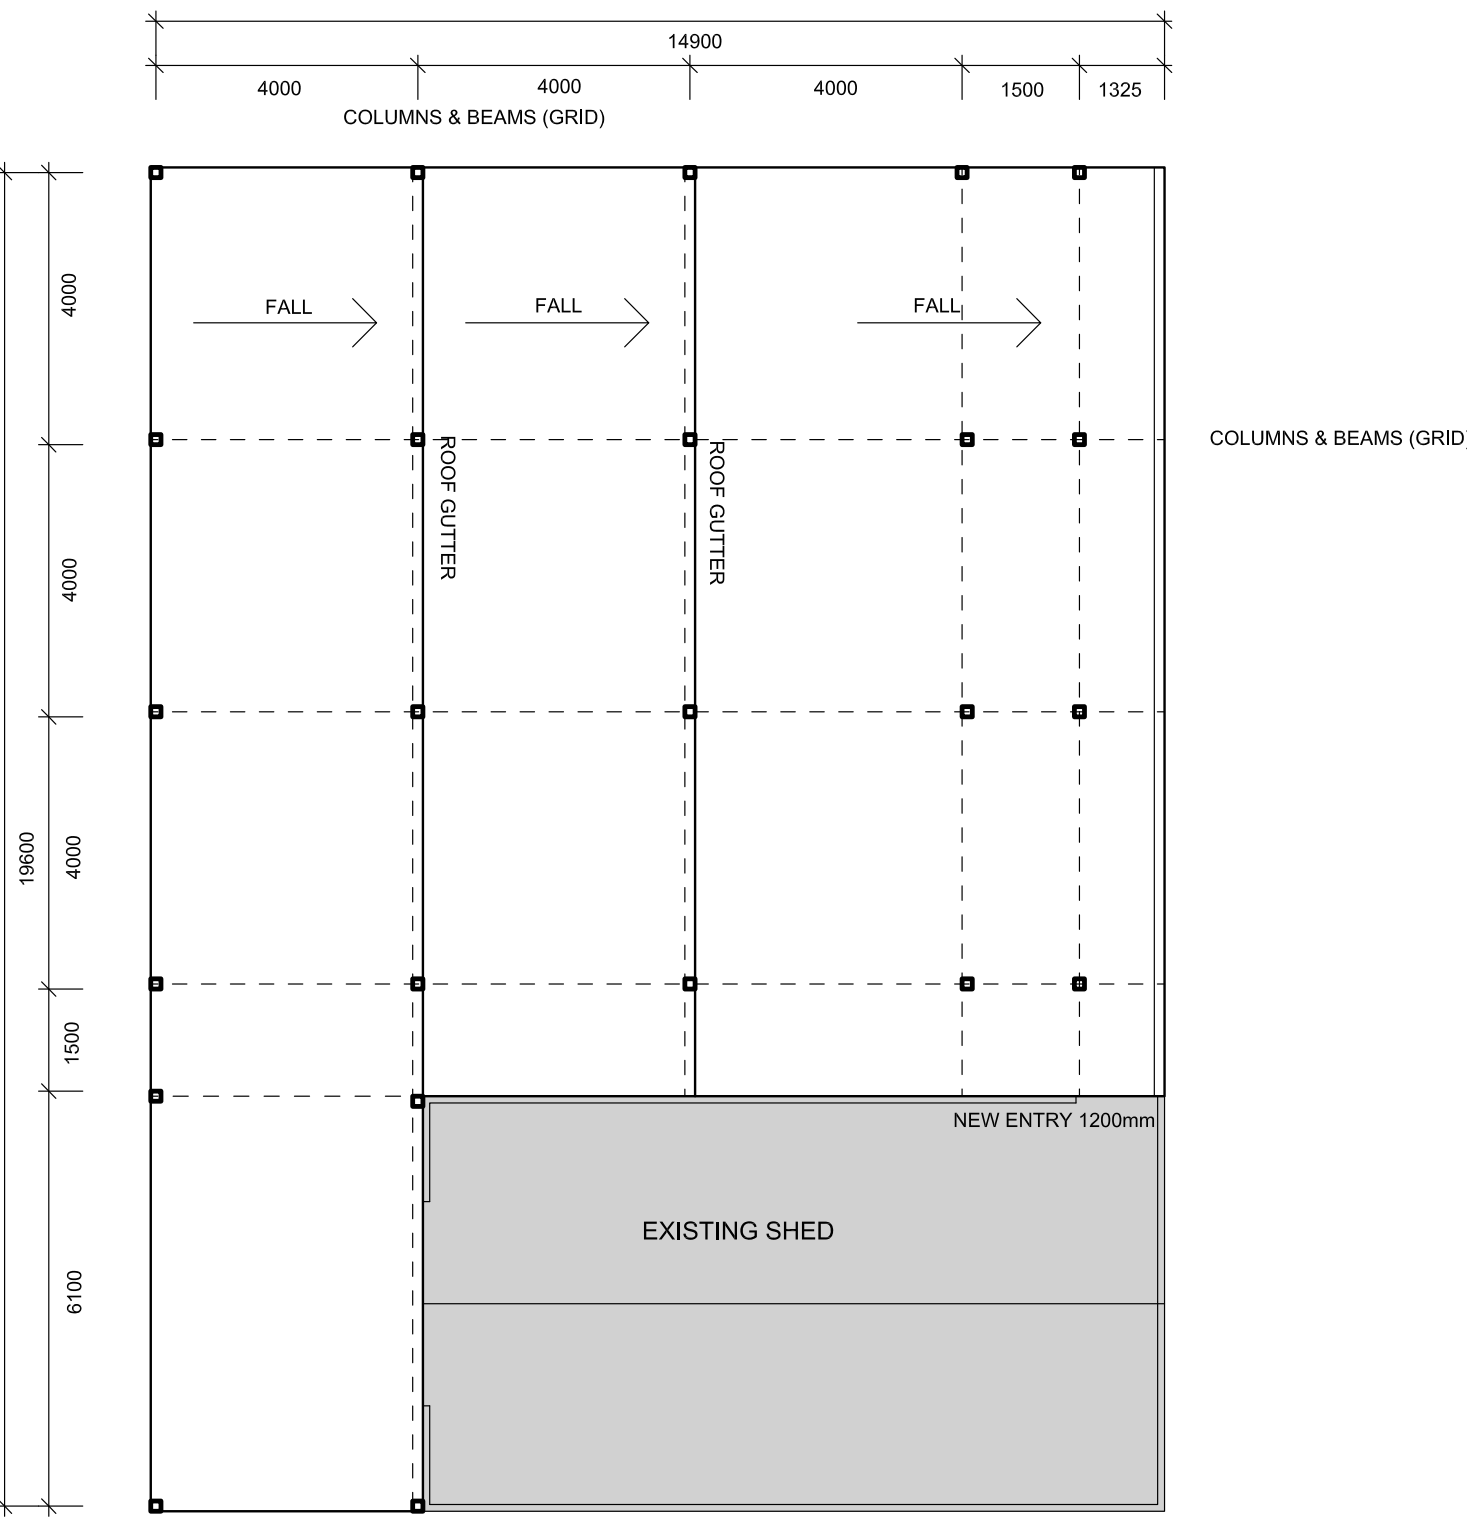 14900
4000
4000
4000
1500
1325
COLUMNS & BEAMS (GRID)
4000
FALL
FALL
FALL
COLUMNS & BEAMS (GRID)
ROOF GUTTER
ROOF GUTTER
4000
19600
4000
1500
NEW ENTRY 1200mm
EXISTING SHED
6100